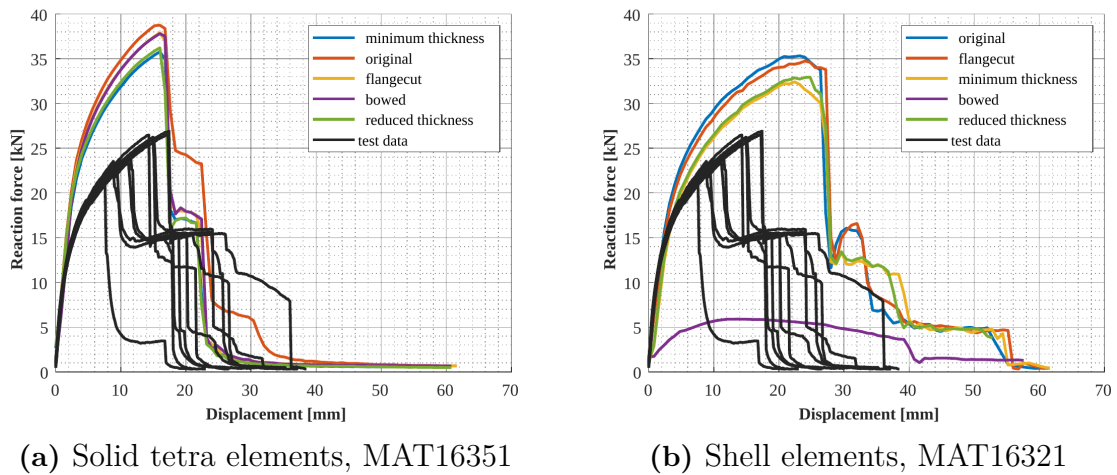 40
35
30
25
20
15
10
5
0
Reaction force [kN]
minimum thickness
original
flangecut
bowed
reduced thickness
test data
0 10 20 30 40 50 60 70
Displacement [mm]
(a) Solid tetra elements, MAT16351
40
35
30
25
20
15
10
5
0
Reaction force [kN]
original
flangecut
minimum thickness
bowed
reduced thickness
test data
0 10 20 30 40 50 60 70
Displacement [mm]
(b) Shell elements, MAT16321